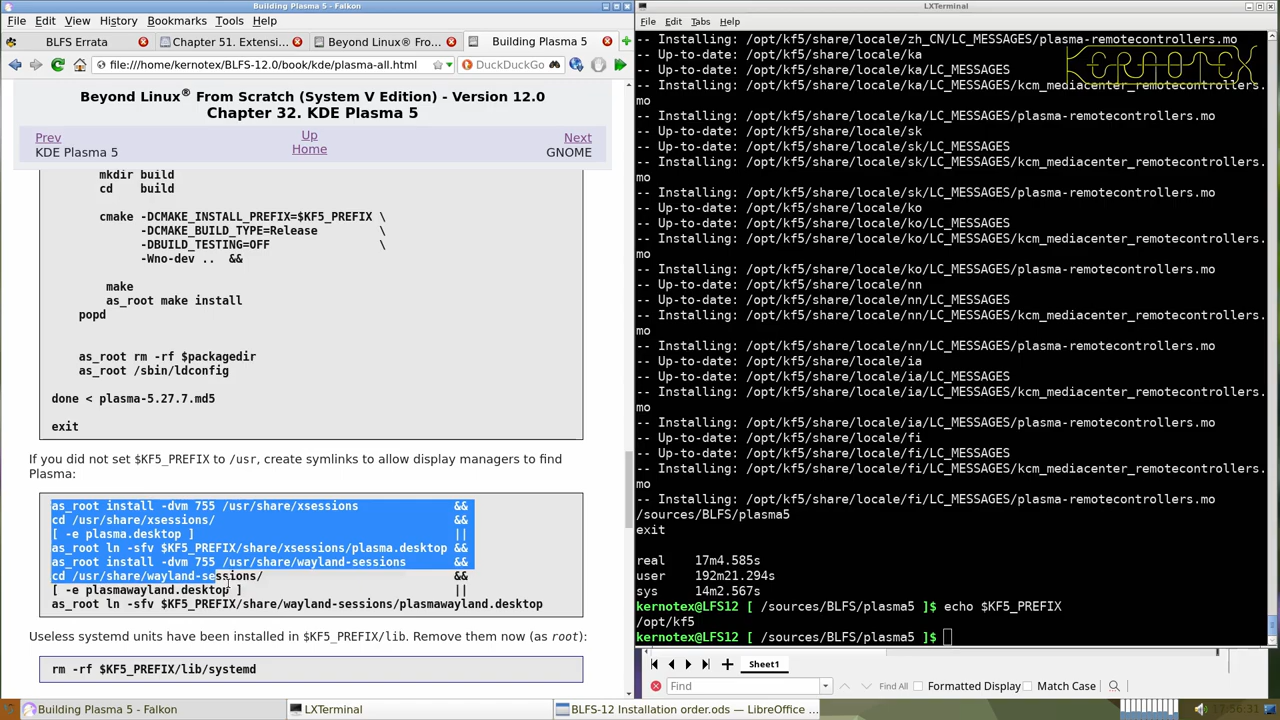 Building Plasma 5 - Falkon
File Edit View History Bookmarks Tools Help
BLFS Errata
Chapter 51. Extensi...
Beyond Linux® Fro...
Building Plasma 5
file:///home/kernotex/BLFS-12.0/book/kde/plasma-all.html
DuckDuckGo
Beyond Linux® From Scratch (System V Edition) - Version 12.0
Chapter 32. KDE Plasma 5
Prev Up Next
KDE Plasma 5 Home GNOME
mkdir build
cd    build
cmake -DCMAKE_INSTALL_PREFIX=$KF5_PREFIX \
-DCMAKE_BUILD_TYPE=Release         \
-DBUILD_TESTING=OFF                \
-Wno-dev ..  &&
make
as_root make install
popd
as_root rm -rf $packagedir
as_root /sbin/ldconfig
done < plasma-5.27.7.md5
exit
If you did not set $KF5_PREFIX to /usr, create symlinks to allow display managers to find
Plasma:
as_root install -dvm 755 /usr/share/xsessions              &&
cd /usr/share/xsessions/                                   &&
[ -e plasma.desktop ]                                      ||
as_root ln -sfv $KF5_PREFIX/share/xsessions/plasma.desktop &&
as_root install -dvm 755 /usr/share/wayland-sessions       &&
cd /usr/share/wayland-sessions/                            &&
[ -e plasmawayland.desktop ]                               ||
as_root ln -sfv $KF5_PREFIX/share/wayland-sessions/plasmawayland.desktop
Useless systemd units have been installed in $KF5_PREFIX/lib. Remove them now (as root):
rm -rf $KF5_PREFIX/lib/systemd
LXTerminal
File Edit Tabs Help
KERNOTEX
-- Installing: /opt/kf5/share/locale/zh_CN/LC_MESSAGES/plasma-remotecontrollers.mo
-- Up-to-date: /opt/kf5/share/locale/ka
-- Up-to-date: /opt/kf5/share/locale/ka/LC_MESSAGES
-- Installing: /opt/kf5/share/locale/ka/LC_MESSAGES/kcm_mediacenter_remotecontrollers.
mo
-- Installing: /opt/kf5/share/locale/ka/LC_MESSAGES/plasma-remotecontrollers.mo
-- Up-to-date: /opt/kf5/share/locale/sk
-- Up-to-date: /opt/kf5/share/locale/sk/LC_MESSAGES
-- Installing: /opt/kf5/share/locale/sk/LC_MESSAGES/kcm_mediacenter_remotecontrollers.
mo
-- Installing: /opt/kf5/share/locale/sk/LC_MESSAGES/plasma-remotecontrollers.mo
-- Up-to-date: /opt/kf5/share/locale/ko
-- Up-to-date: /opt/kf5/share/locale/ko/LC_MESSAGES
-- Installing: /opt/kf5/share/locale/ko/LC_MESSAGES/kcm_mediacenter_remotecontrollers.
mo
-- Installing: /opt/kf5/share/locale/ko/LC_MESSAGES/plasma-remotecontrollers.mo
-- Up-to-date: /opt/kf5/share/locale/nn
-- Up-to-date: /opt/kf5/share/locale/nn/LC_MESSAGES
-- Installing: /opt/kf5/share/locale/nn/LC_MESSAGES/kcm_mediacenter_remotecontrollers.
mo
-- Installing: /opt/kf5/share/locale/nn/LC_MESSAGES/plasma-remotecontrollers.mo
-- Up-to-date: /opt/kf5/share/locale/ia
-- Up-to-date: /opt/kf5/share/locale/ia/LC_MESSAGES
-- Installing: /opt/kf5/share/locale/ia/LC_MESSAGES/kcm_mediacenter_remotecontrollers.
mo
-- Installing: /opt/kf5/share/locale/ia/LC_MESSAGES/plasma-remotecontrollers.mo
-- Up-to-date: /opt/kf5/share/locale/fi
-- Up-to-date: /opt/kf5/share/locale/fi/LC_MESSAGES
-- Installing: /opt/kf5/share/locale/fi/LC_MESSAGES/kcm_mediacenter_remotecontrollers.
mo
-- Installing: /opt/kf5/share/locale/fi/LC_MESSAGES/plasma-remotecontrollers.mo
/sources/BLFS/plasma5
exit
real    17m4.585s
user    192m21.294s
sys     14m2.567s
kernotex@LFS12 [ /sources/BLFS/plasma5 ]$ echo $KF5_PREFIX
/opt/kf5
kernotex@LFS12 [ /sources/BLFS/plasma5 ]$
Sheet1
Find Find All Formatted Display Match Case
Building Plasma 5 - Falkon
LXTerminal
BLFS-12 Installation order.ods — LibreOffice ...
17:56:31